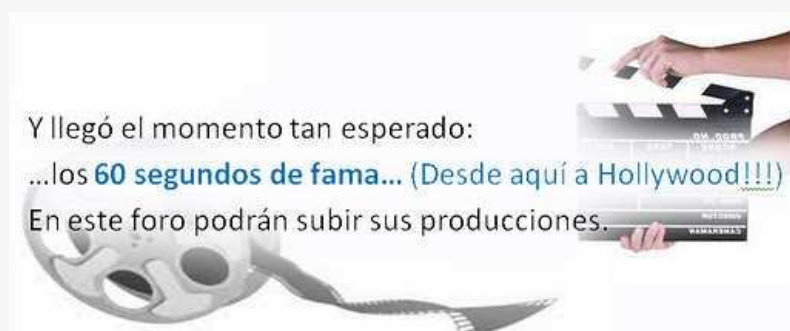 Y llegó el momento tan esperado:
...los 60 segundos de fama... (Desde aquí a Hollywood!!!)
En este foro podrán subir sus producciones.